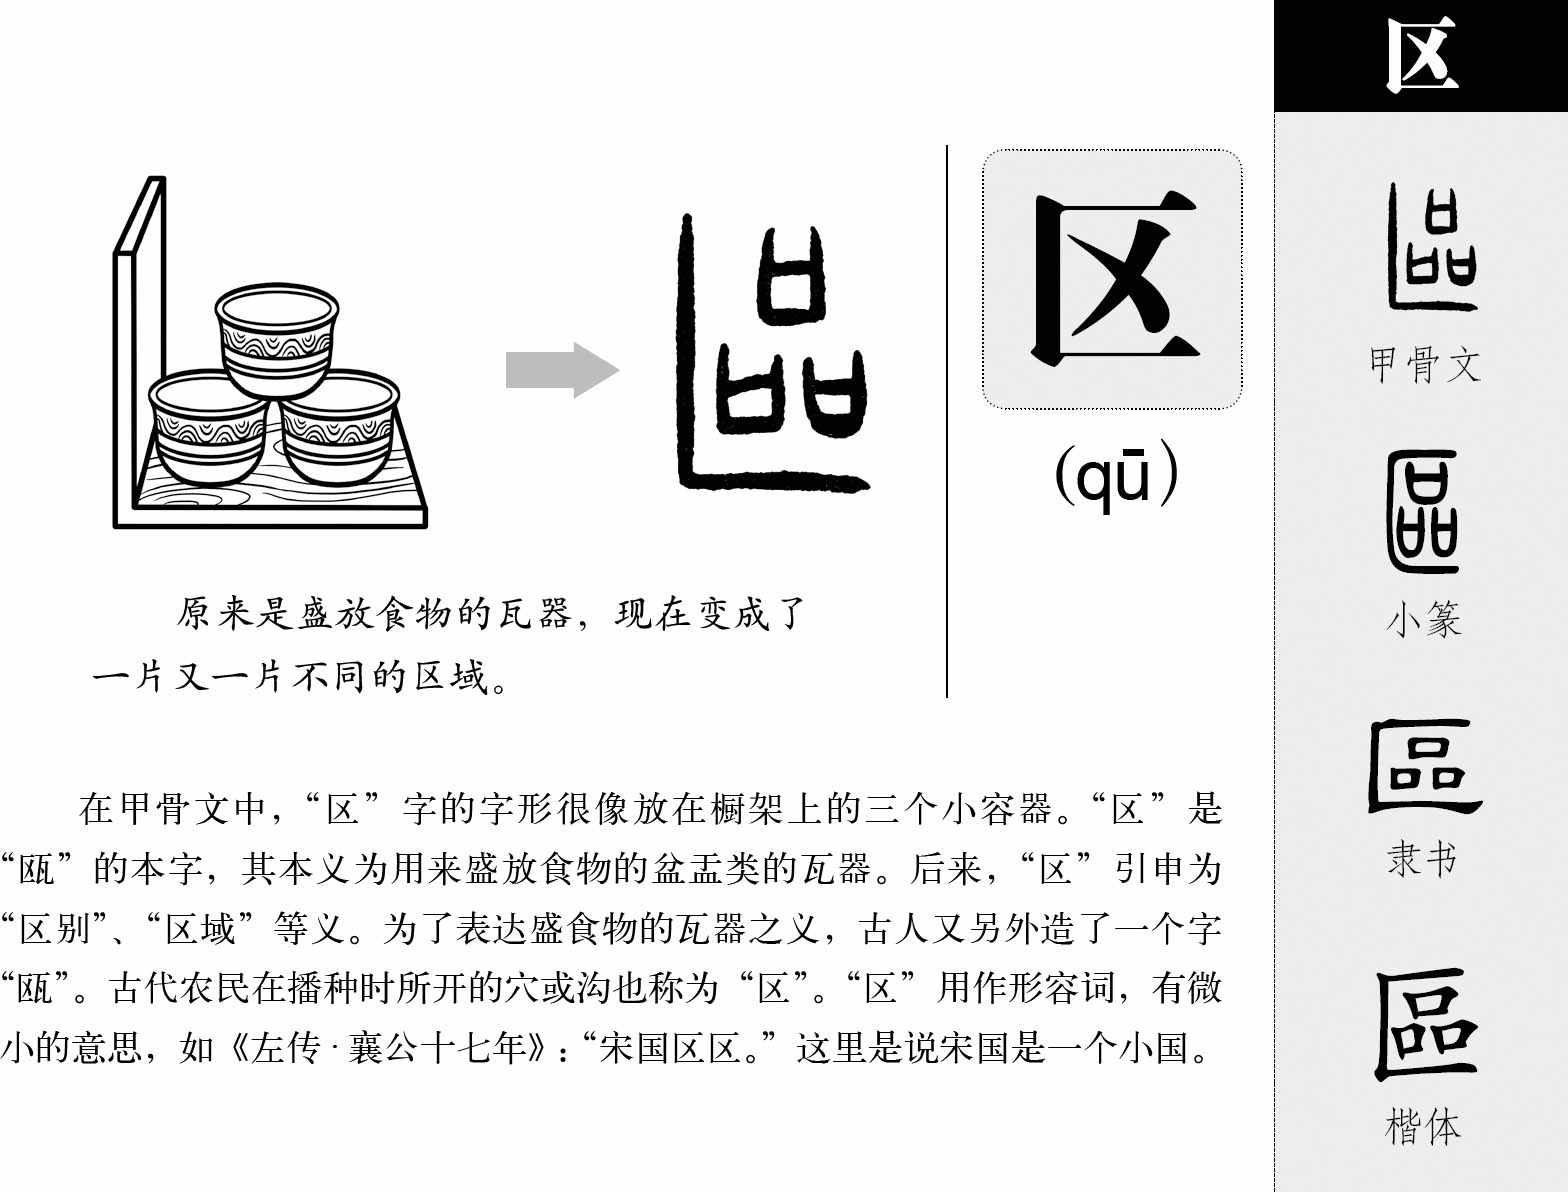 区
区
(qū)
原来是盛放食物的瓦器，现在变成了
一片又一片不同的区域。
在甲骨文中，“区”字的字形很像放在橱架上的三个小容器。“区”是
“瓯”的本字，其本义为用来盛放食物的盆盂类的瓦器。后来，“区”引申为
“区别”、“区域”等义。为了表达盛食物的瓦器之义，古人又另外造了一个字
“瓯”。古代农民在播种时所开的穴或沟也称为“区”。“区”用作形容词，有微
小的意思，如《左传·襄公十七年》：“宋国区区。”这里是说宋国是一个小国。
區
甲骨文
區
小篆
區
隶书
區
楷体